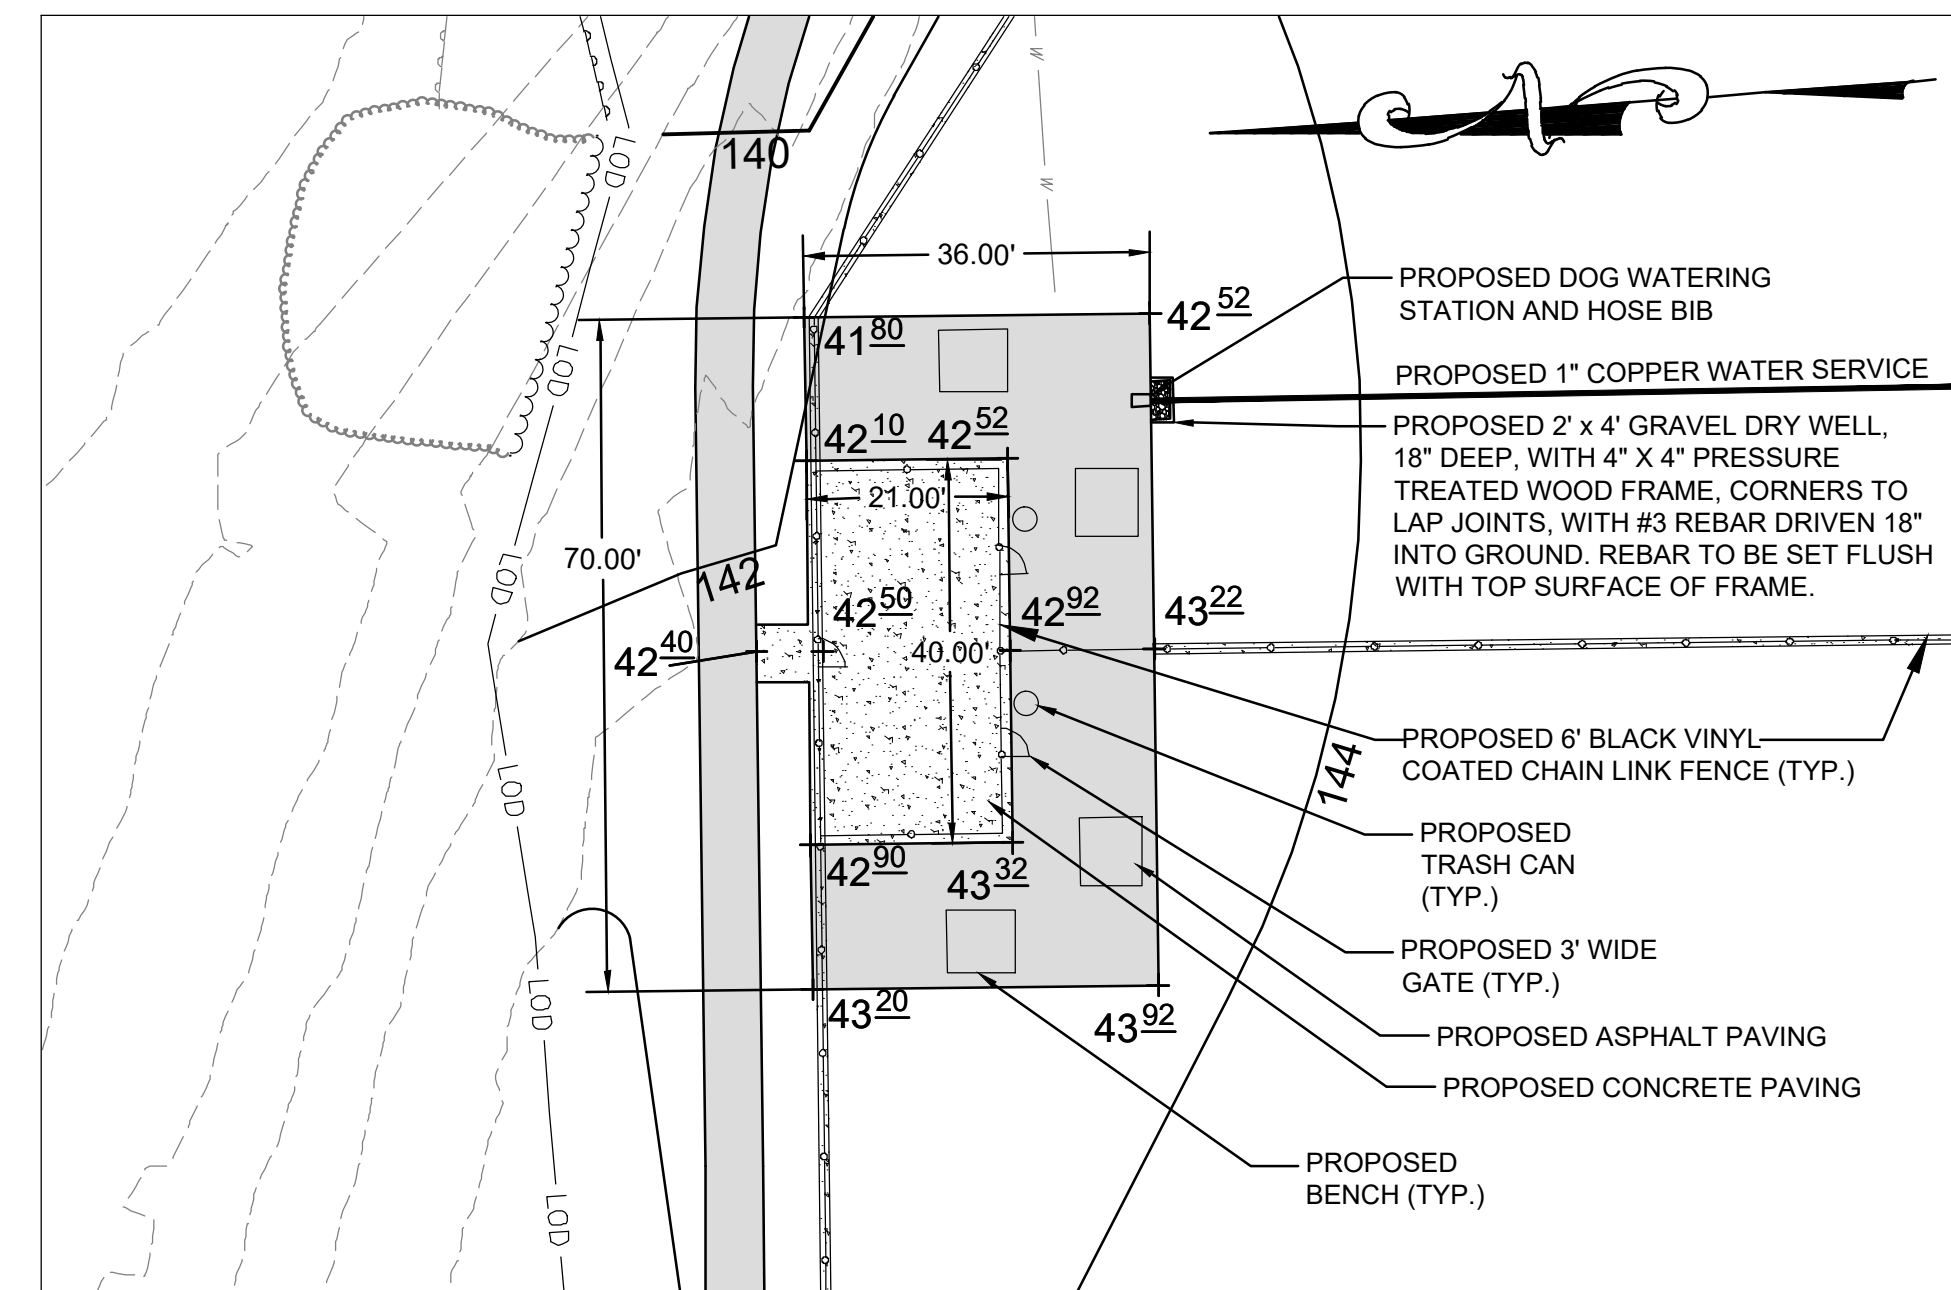 LOD
140
W
W
36.00'
PROPOSED DOG WATERING
STATION AND HOSE BIB
42 52
41 80
LOD
PROPOSED 1" COPPER WATER SERVICE
PROPOSED 2' x 4' GRAVEL DRY WELL,
18" DEEP, WITH 4" X 4" PRESSURE
TREATED WOOD FRAME, CORNERS TO
LAP JOINTS, WITH #3 REBAR DRIVEN 18"
INTO GROUND. REBAR TO BE SET FLUSH
WITH TOP SURFACE OF FRAME.
42 10
42 52
21.00'
70.00'
LOD
142
42 50
42 92
43 22
42 40
40.00'
PROPOSED 6' BLACK VINYL
COATED CHAIN LINK FENCE (TYP.)
144
LOD
PROPOSED
TRASH CAN
(TYP.)
42 90
43 32
PROPOSED 3' WIDE
GATE (TYP.)
LOD
43 20
43 92
PROPOSED ASPHALT PAVING
PROPOSED CONCRETE PAVING
PROPOSED
BENCH (TYP.)
LOD